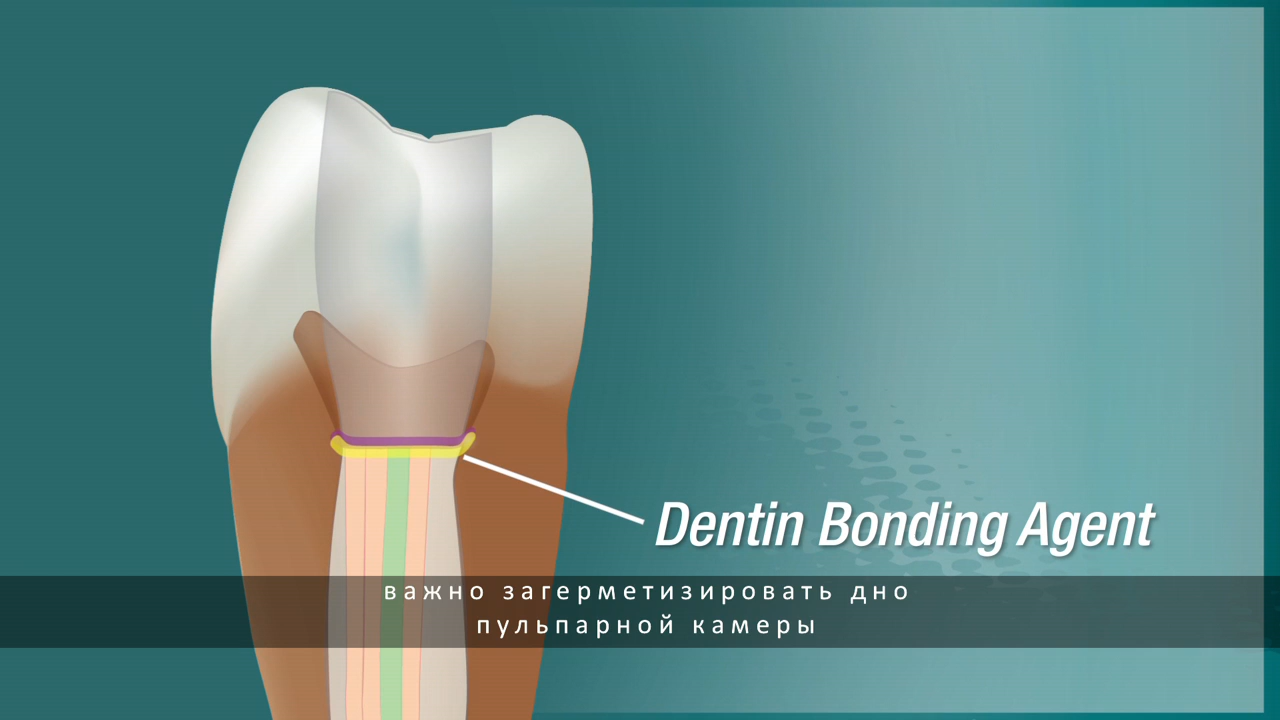 Dentin Bonding Agent
важно загерметизировать дно
пульпарной камеры